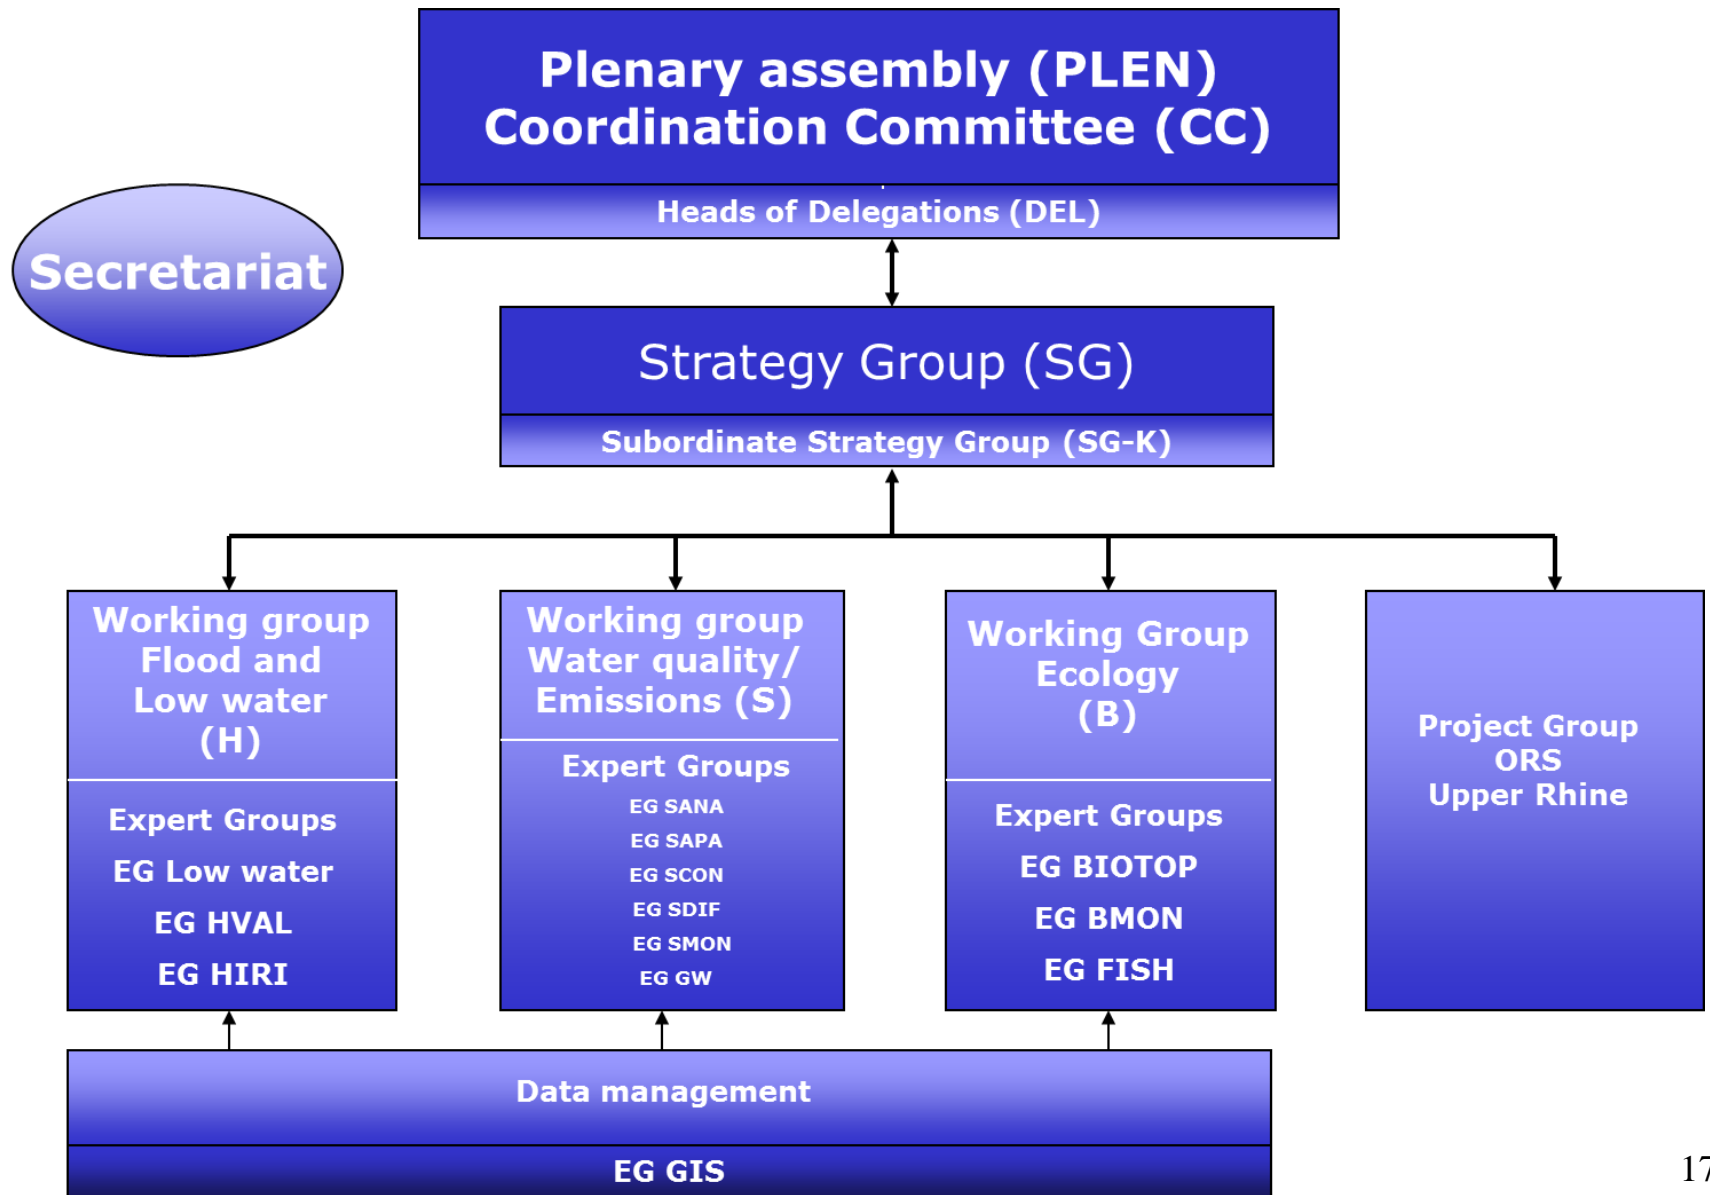 Plenary assembly (PLEN)
Coordination Committee (CC)
Heads of Delegations (DEL)
Secretariat
Strategy Group (SG)
Subordinate Strategy Group (SG-K)
Working group
Flood and
Low water
(H)
Expert Groups
EG Low water
EG HVAL
EG HIRI
Working group
Water quality/
Emissions (S)
Expert Groups
EG SANA
EG SAPA
EG SCON
EG SDIF
EG SMON
EG GW
Working Group
Ecology
(B)
Expert Groups
EG BIOTOP
EG BMON
EG FISH
Project Group
ORS
Upper Rhine
Data management
EG GIS
17